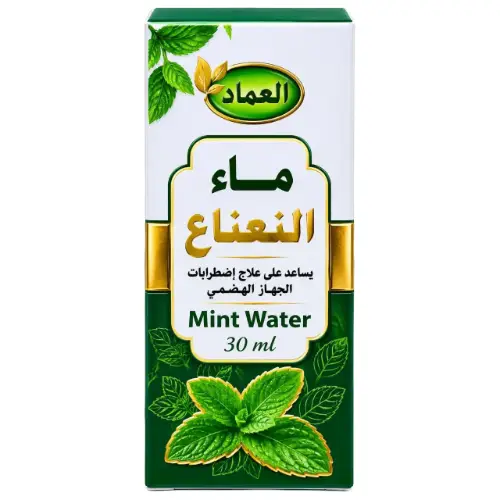 العماد
ماء
النعناع
يساعد على علاج إضطرابات
الجهاز الهضمي
Mint Water
30 ml